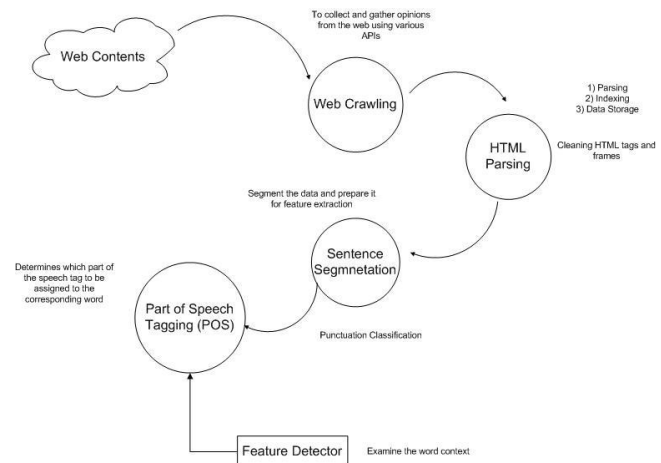 To collect and gather opinions
from the web using various
APIs
Web Contents
Web Crawling
1) Parsing
2) Indexing
3) Data Storage
HTML
Parsing
Cleaning HTML tags and
frames
Segment the data and prepare it
for feature extraction
Sentence
Segmnetation
Determines which part of
the speech tag to be
assigned to the
corresponding word
Part of Speech
Tagging (POS)
Punctuation Classification
Feature Detector
Examine the word context